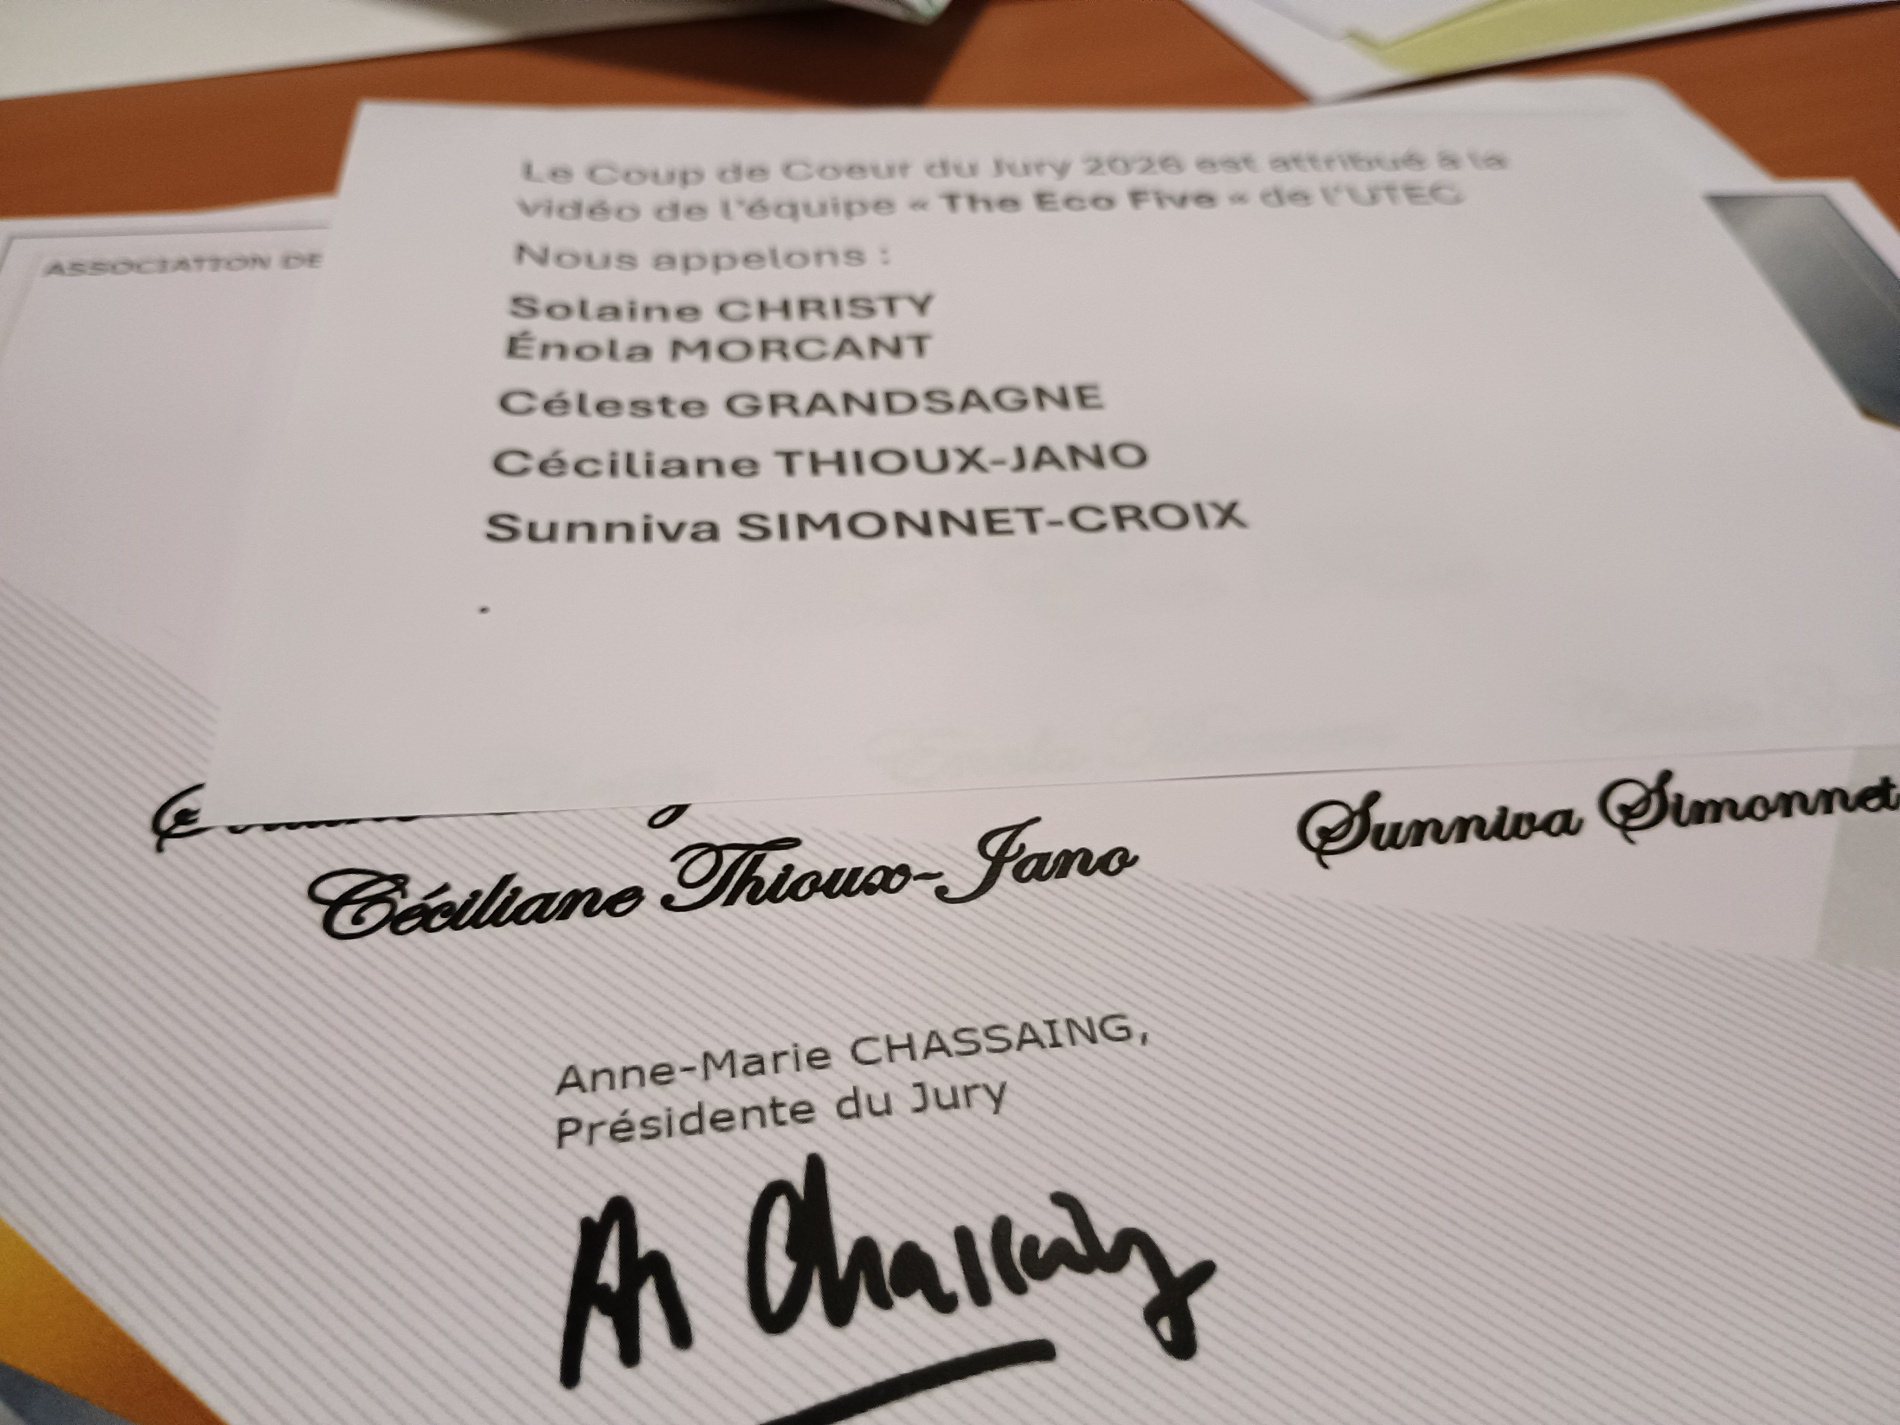 Le Coup de Coeur du Jury 2026 est attribué à la
vidéo de l'équipe « The Eco Five » de l'UTEC
Nous appelons :
Solaine CHRISTY
Énola MORCANT
Céleste GRANDSAGNE
Céciliane THIOUX-JANO
Sunniva SIMONNET-CROIX
.
ASSOCIATION DE
Céciliane Thioux-Jano
Sunniva Simonnet
Anne-Marie CHASSAING,
Présidente du Jury
A Chassaing